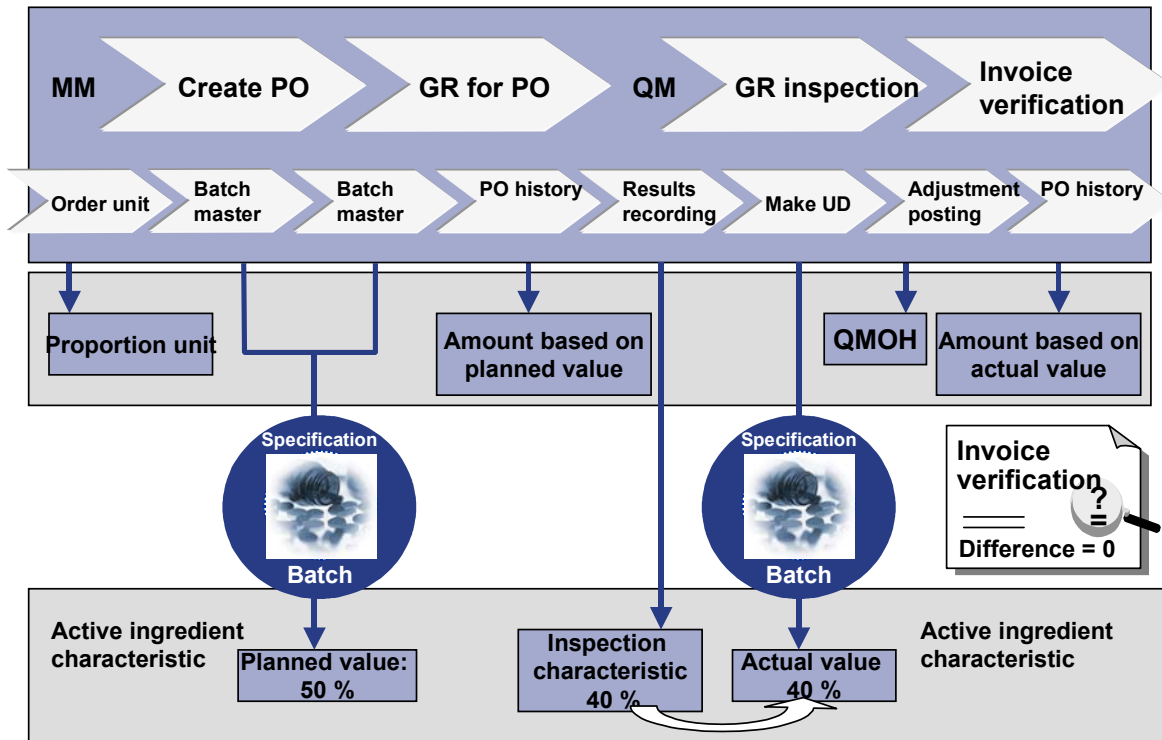 MM
Create PO
GR for PO
QM
GR inspection
Invoice
verification
Order unit
Batch
master
Batch
master
PO history
Results
recording
Make UD
Adjustment
posting
PO history
Proportion unit
Amount based on
planned value
QMOH
Amount based on
actual value
Specification
Batch
Specification
Batch
Invoice
verification
?
=
Difference = 0
Active ingredient
characteristic
Planned value:
50 %
Inspection
characteristic
40 %
Actual value
40 %
Active ingredient
characteristic